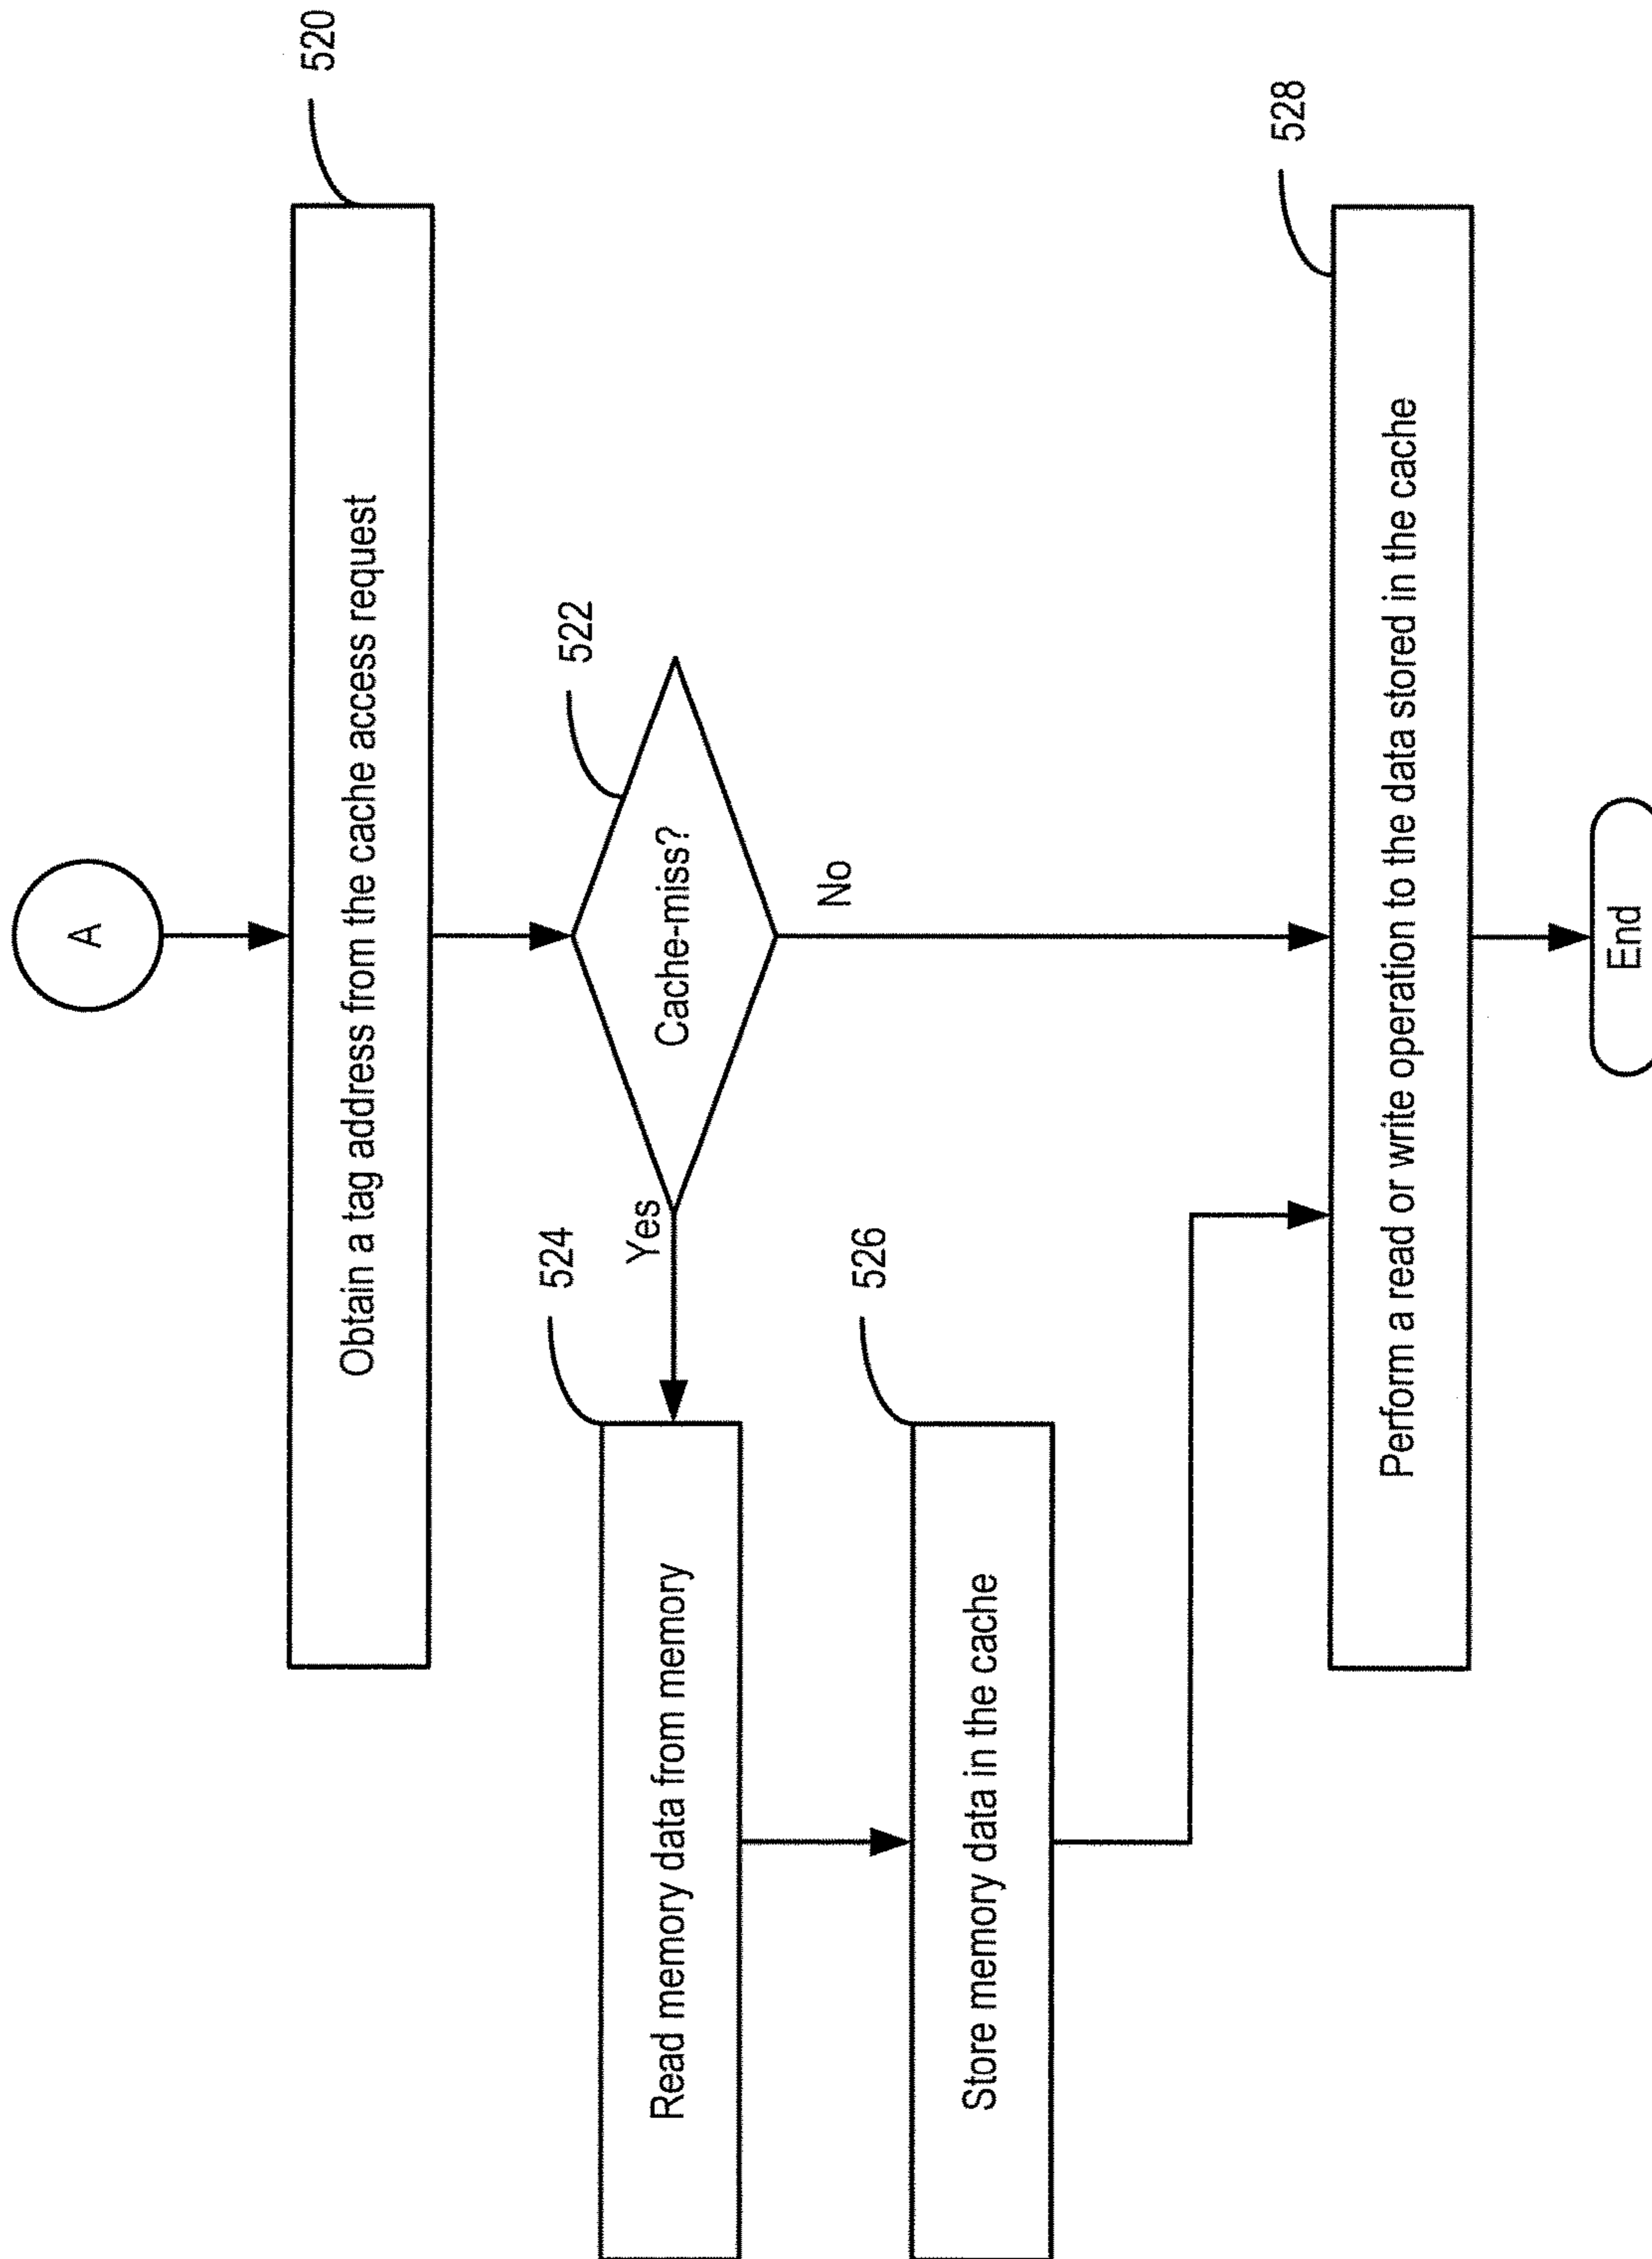 A
520
Obtain a tag address from the cache access request
522
Cache-miss?
Yes
No
524
Read memory data from memory
526
Store memory data in the cache
528
Perform a read or write operation to the data stored in the cache
End